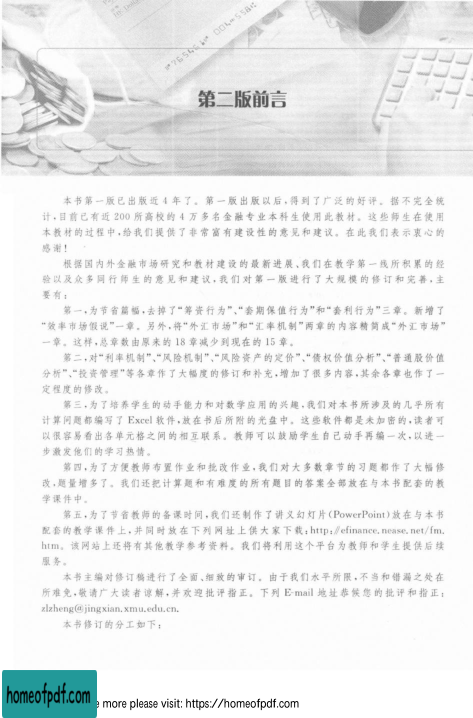 第二版前言
本书第一版已出版近 4 年了。第一版出版以后,得到了广泛的好评。据不完全统
计,目前已有近 200 所高校的 4 万多名金融专业本科生使用此教材。这些师生在使用
本教材的过程中,给我们提供了非常富有建设性的意见和建议。在此我们表示衷心的
感谢!
根据国内外金融市场研究和教材建设的最新进展、我们在教学第一线所积累的经
验以及众多同行师生的意见和建议,我们对第一版进行了大规模的修订和完善,主
要有:
第一,为节省篇幅,去掉了“筹资行为”、“套期保值行为”和“套利行为”三章。新增了
“效率市场假说”一章。另外,将“外汇市场”和“汇率机制”两章的内容精简成“外汇市场”
一章。这样,总章数由原来的 18 章减少到现在的 15 章。
第二,对“利率机制”、“风险机制”、“风险资产的定价”、“债权价值分析”、“普通股价值
分析”、“投资管理”等各章作了大幅度的修订和补充,增加了很多内容,其余各章也作了一
定程度的修改。
第三,为了培养学生的动手能力和对数学应用的兴趣,我们对本书所涉及的几乎所有
计算问题都编写了 Excel 软件,放在书后所附的光盘中。这些软件都是未加密的,读者可
以很容易看出各单元格之间的相互联系。教师可以鼓励学生自己动手再编一次,以进一
步激发他们的学习热情。
第四,为了方便教师布置作业和批改作业,我们对大多数章节的习题都作了大幅修
改,题量增多了。我们还把计算题和有难度的所有题目的答案全部放在与本书配套的教
学课件中。
第五,为了节省教师的备课时间,我们还制作了讲义幻灯片(PowerPoint)放在与本书
配套的教学课件上,并同时放在下列网址上供大家下载:http://efinance.nease.net/fm.
htm。该网站上还将有其他教学参考资料。我们将利用这个平台为教师和学生提供后续
服务。
本书主编对修订稿进行了全面、细致的审订。由于我们水平所限,不当和错漏之处在
所难免,敬请广大读者谅解,并欢迎批评指正。下列 E-mail 地址恭候您的批评和指正:
zlzheng@jingxian.xmu.edu.cn。
本书修订的分工如下:
homeofpdf.com
e more please visit: https://homeofpdf.com